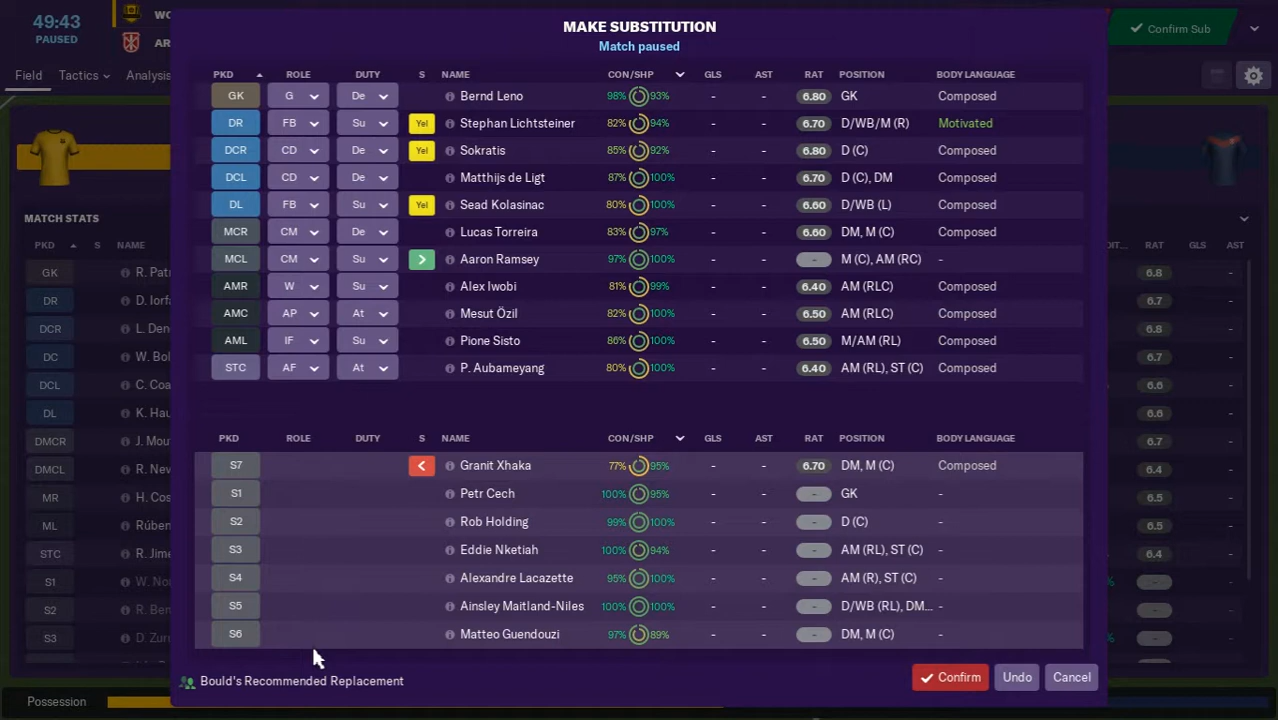 49:43
PAUSED
WO
AR
MAKE SUBSTITUTION
Match paused
Confirm Sub
Field Tactics Analysis
PKD ROLE DUTY S NAME CON/SHP GLS AST RAT POSITION BODY LANGUAGE
GK G De Bernd Leno 98% 93% - - 6.80 GK Composed
DR FB Su Yel Stephan Lichtsteiner 82% 94% - - 6.70 D/WB/M (R) Motivated
DCR CD De Yel Sokratis 85% 92% - - 6.80 D (C) Composed
DCL CD De Matthijs de Ligt 87% 100% - - 6.70 D (C), DM Composed
DL FB Su Yel Sead Kolasinac 80% 100% - - 6.60 D/WB (L) Composed
MCR CM De Lucas Torreira 83% 97% - - 6.60 DM, M (C) Composed
MCL CM Su > Aaron Ramsey 97% 100% - - - M (C), AM (RC) -
AMR W Su Alex Iwobi 81% 99% - - 6.40 AM (RLC) Composed
AMC AP At Mesut Özil 82% 100% - - 6.50 AM (RLC) Composed
AML IF Su Pione Sisto 86% 100% - - 6.50 M/AM (RL) Composed
STC AF At P. Aubameyang 80% 100% - - 6.40 AM (RL), ST (C) Composed
PKD ROLE DUTY S NAME CON/SHP GLS AST RAT POSITION BODY LANGUAGE
S7 < Granit Xhaka 77% 95% - - 6.70 DM, M (C) Composed
S1 Petr Cech 100% 95% - - - GK -
S2 Rob Holding 99% 100% - - - D (C) -
S3 Eddie Nketiah 100% 94% - - - AM (RL), ST (C) -
S4 Alexandre Lacazette 95% 100% - - - AM (R), ST (C) -
S5 Ainsley Maitland-Niles 100% 100% - - - D/WB (RL), DM... -
S6 Matteo Guendouzi 97% 89% - - - DM, M (C) -
Bould's Recommended Replacement
Confirm Undo Cancel
MATCH STATS
PKD S NAME
GK R. Pat
DR D. Iorf
DCR L. Den
DC W. Bol
DCL C. Coa
DL K. Hau
DMCR J. Mou
DMCL R. Nev
MR H. Cos
ML Rúben
STC R. Jime
S1 W. No
S2 R. Ben
S3 D. Zur
DIT... RAT GLS AST
6.8 -
6.7 -
6.8 -
6.7 -
6.6 -
6.6 -
6.7 -
6.4 -
6.5 -
6.5 -
6.4 -
Possession